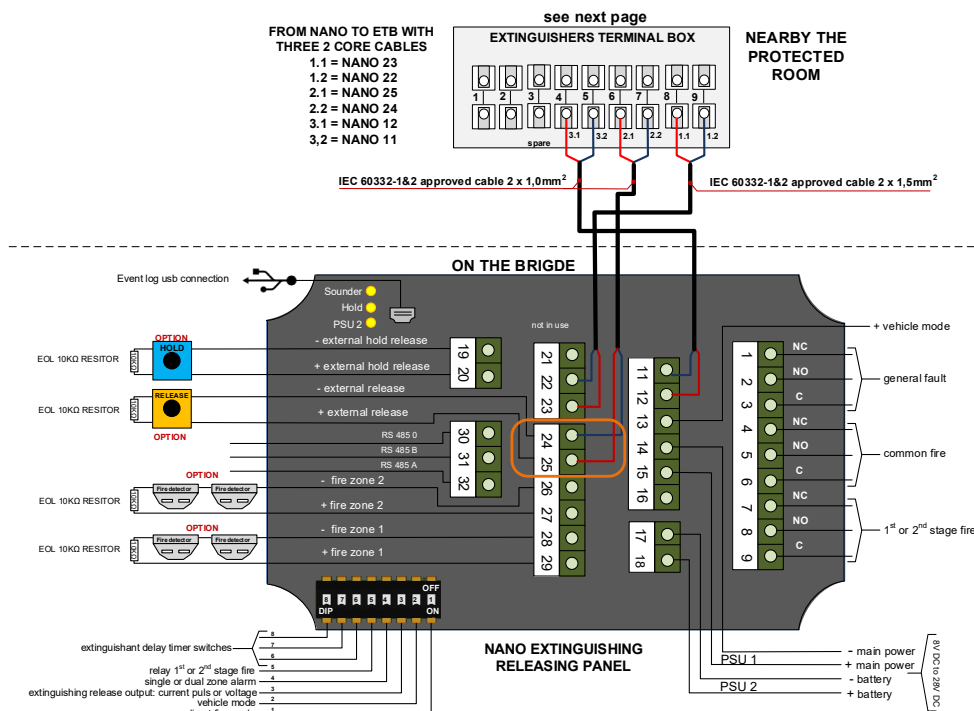 see next page
FROM NANO TO ETB WITH
THREE 2 CORE CABLES
1.1 = NANO 23
1.2 = NANO 22
2.1 = NANO 25
2.2 = NANO 24
3.1 = NANO 12
3,2 = NANO 11
EXTINGUISHERS TERMINAL BOX
NEARBY THE
PROTECTED
ROOM
1 2 3 4 5 6 7 8 9
3.1 3.2 2.1 2.2 1.1 1.2
spare
IEC 60332-1&2 approved cable 2 x 1,0mm²
IEC 60332-1&2 approved cable 2 x 1,5mm²
ON THE BRIGDE
Event log usb connection
Sounder
Hold
PSU 2
not in use
+ vehicle mode
OPTION
HOLD
EOL 10KΩ RESITOR
10KΩ
- external hold release
+ external hold release
19
20
RELEASE
EOL 10KΩ RESITOR
10KΩ
OPTION
- external release
+ external release
RS 485 0
RS 485 B
RS 485 A
30
31
32
OPTION
Fire detector Fire detector
EOL 10KΩ RESITOR
10KΩ
- fire zone 2
+ fire zone 2
OPTION
Fire detector Fire detector
EOL 10KΩ RESITOR
10KΩ
- fire zone 1
+ fire zone 1
21
22
23
24
25
26
27
28
29
11
12
13
14
15
16
17
18
1 NC
2 NO
3 C
general fault
4 NC
5 NO
6 C
common fire
7 NC
8 NO
9 C
1st or 2nd stage fire
OFF
8 7 6 5 4 3 2 1
DIP ON
NANO EXTINGUISHING
RELEASING PANEL
8
extinguishant delay timer switches 7
6
relay 1st or 2nd stage fire 5
single or dual zone alarm 4
extinguishing release output: current puls or voltage 3
vehicle mode 2
1
PSU 1
PSU 2
- main power
+ main power
- battery
+ battery
8V DC to 28V DC